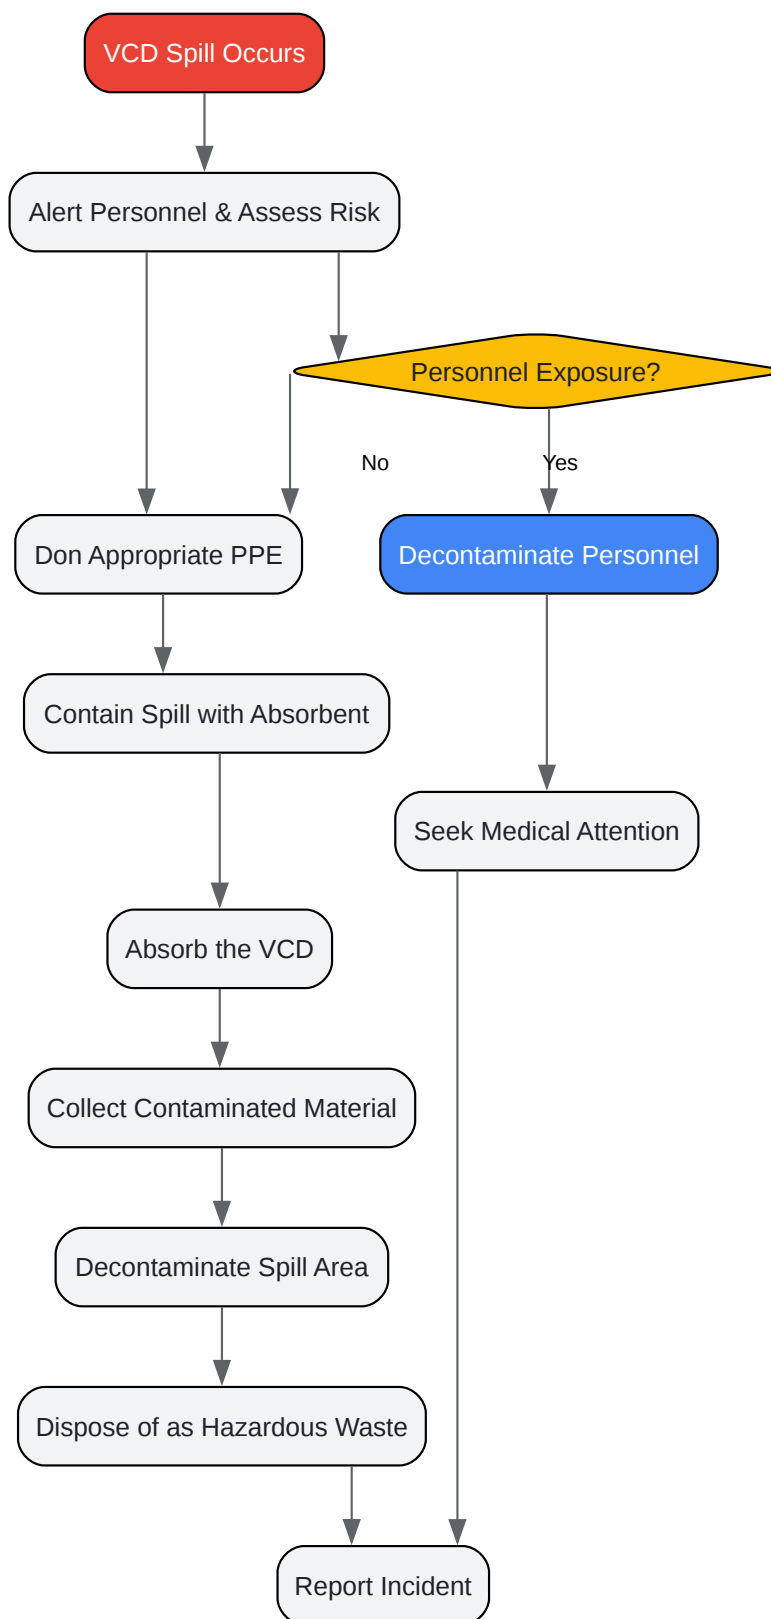 VCD Spill Occurs
Alert Personnel & Assess Risk
Personnel Exposure?
No
Yes
Don Appropriate PPE
Decontaminate Personnel
Contain Spill with Absorbent
Seek Medical Attention
Absorb the VCD
Collect Contaminated Material
Decontaminate Spill Area
Dispose of as Hazardous Waste
Report Incident